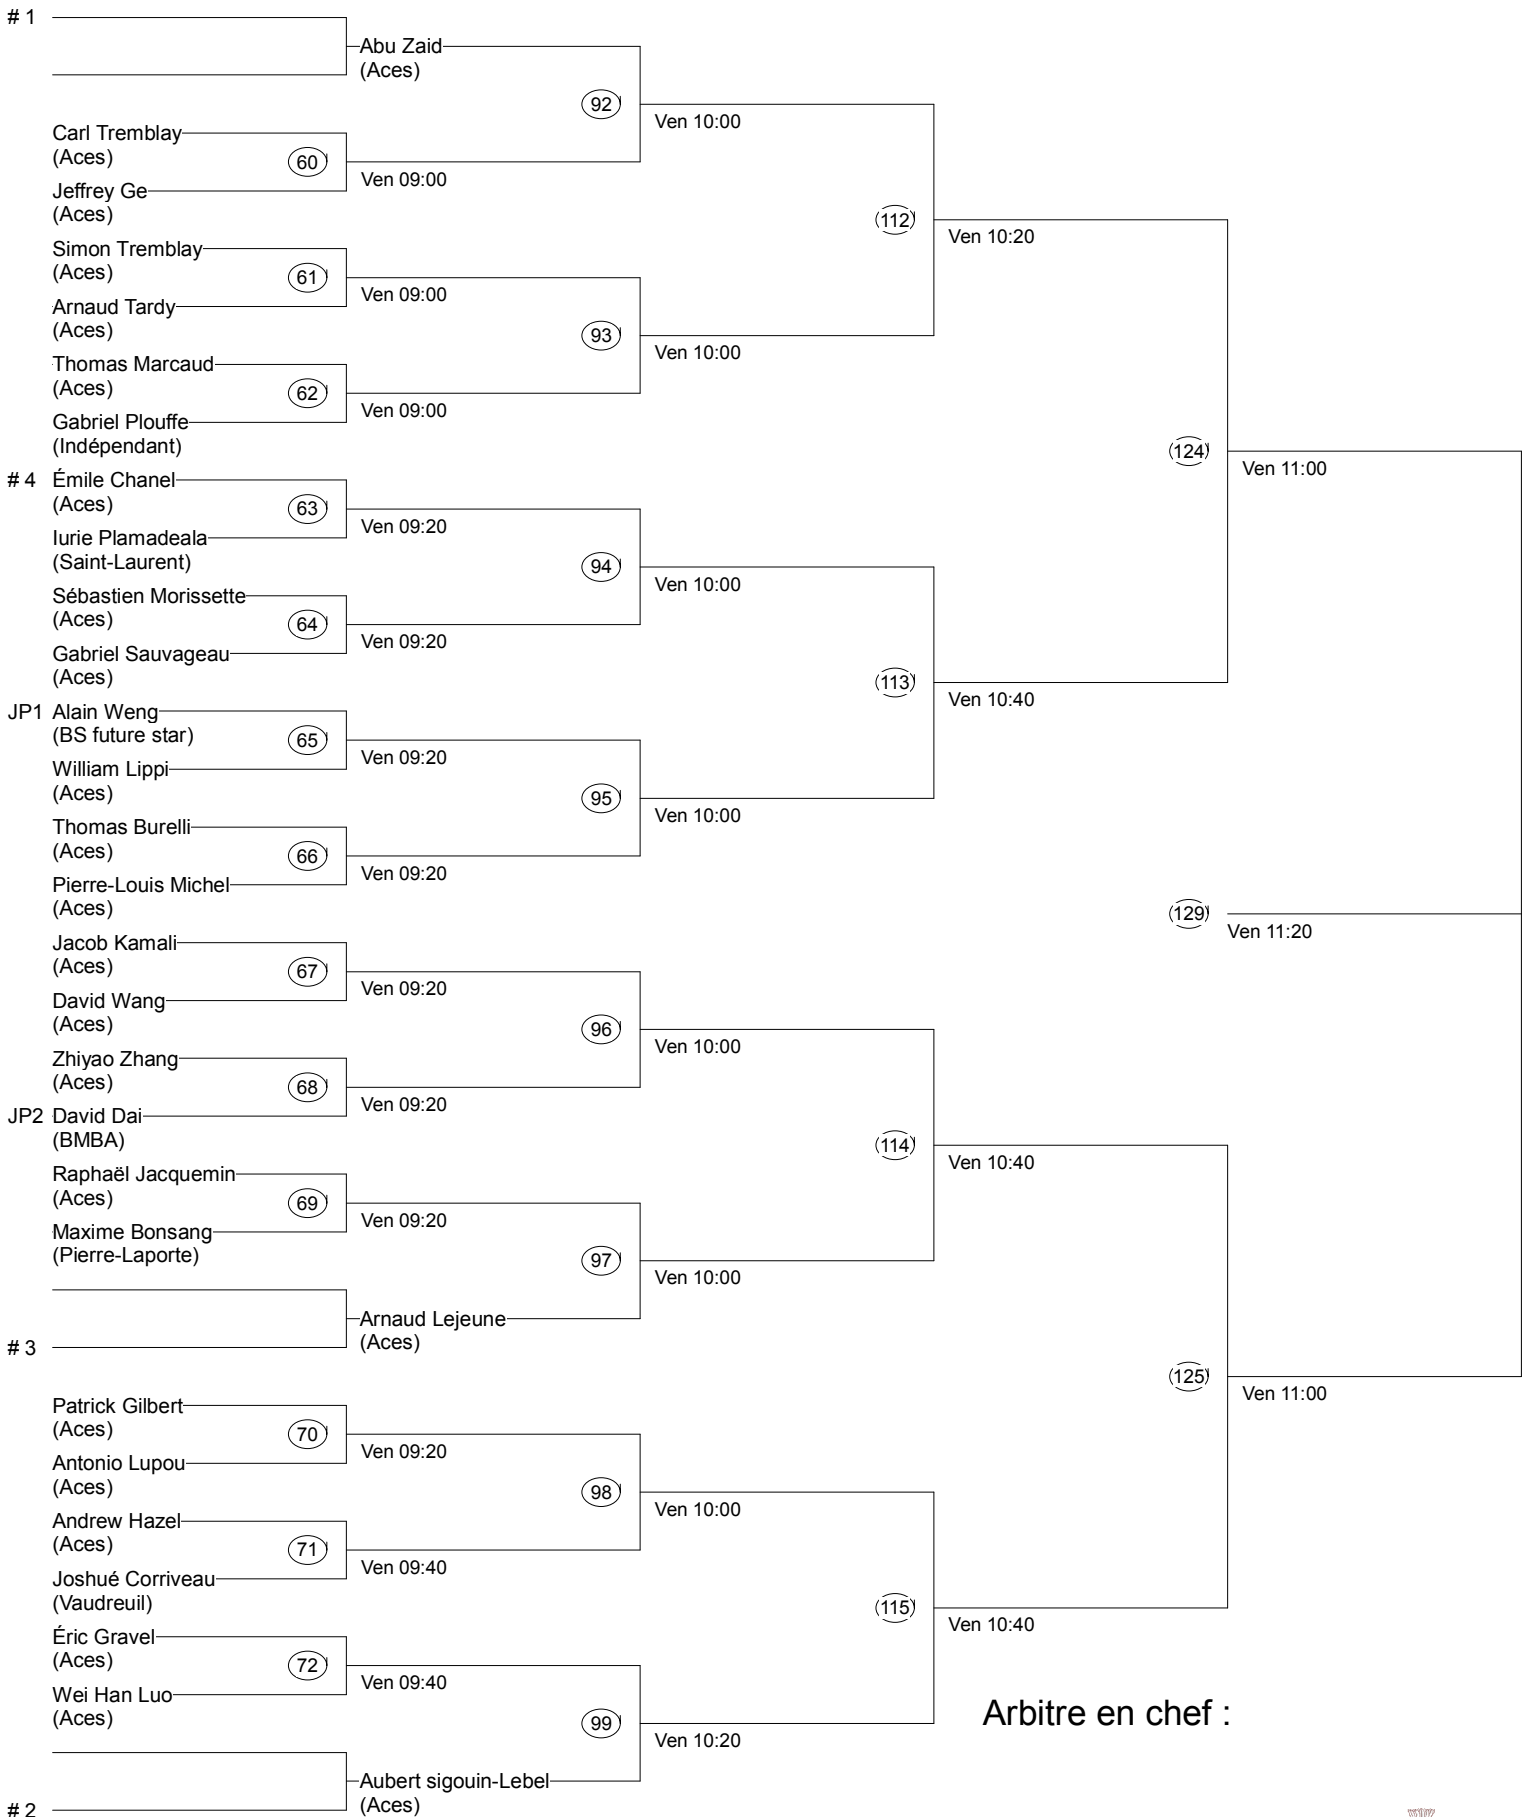 # 1
Abu Zaid
(Aces)
92
Ven 10:00
Carl Tremblay
(Aces)
60
Ven 09:00
Jeffrey Ge
(Aces)
112
Ven 10:20
Simon Tremblay
(Aces)
61
Ven 09:00
Arnaud Tardy
(Aces)
93
Ven 10:00
Thomas Marcaud
(Aces)
62
Ven 09:00
Gabriel Plouffe
(Indépendant)
124
Ven 11:00
# 4 Émile Chanel
(Aces)
63
Ven 09:20
Iurie Plamadeala
(Saint-Laurent)
94
Ven 10:00
Sébastien Morissette
(Aces)
64
Ven 09:20
Gabriel Sauvageau
(Aces)
113
Ven 10:40
JP1 Alain Weng
(BS future star)
65
Ven 09:20
William Lippi
(Aces)
95
Ven 10:00
Thomas Burelli
(Aces)
66
Ven 09:20
Pierre-Louis Michel
(Aces)
129
Ven 11:20
Jacob Kamali
(Aces)
67
Ven 09:20
David Wang
(Aces)
96
Ven 10:00
Zhiyao Zhang
(Aces)
68
Ven 09:20
JP2 David Dai
(BMBA)
114
Ven 10:40
Raphaël Jacquemin
(Aces)
69
Ven 09:20
Maxime Bonsang
(Pierre-Laporte)
97
Ven 10:00
Arnaud Lejeune
(Aces)
# 3
125
Ven 11:00
Patrick Gilbert
(Aces)
70
Ven 09:20
Antonio Lupou
(Aces)
98
Ven 10:00
Andrew Hazel
(Aces)
71
Ven 09:40
Joshué Corriveau
(Vaudreuil)
115
Ven 10:40
Éric Gravel
(Aces)
72
Ven 09:40
Wei Han Luo
(Aces)
99
Ven 10:20
Arbitre en chef :
Aubert sigouin-Lebel
(Aces)
# 2